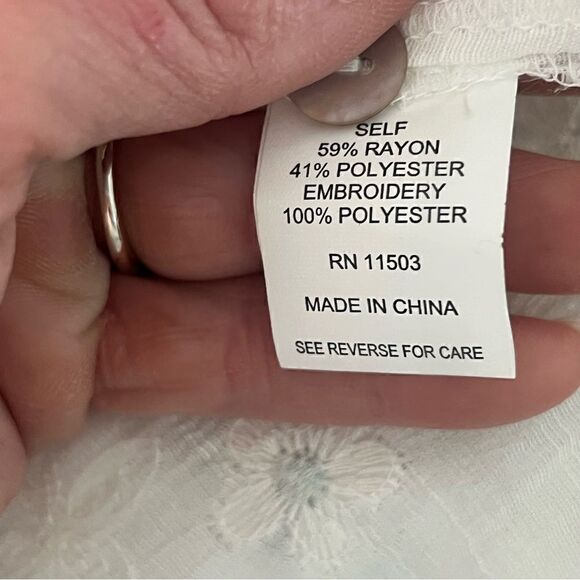 SELF
59% RAYON
41% POLYESTER
EMBROIDERY
100% POLYESTER
RN 11503
MADE IN CHINA
SEE REVERSE FOR CARE